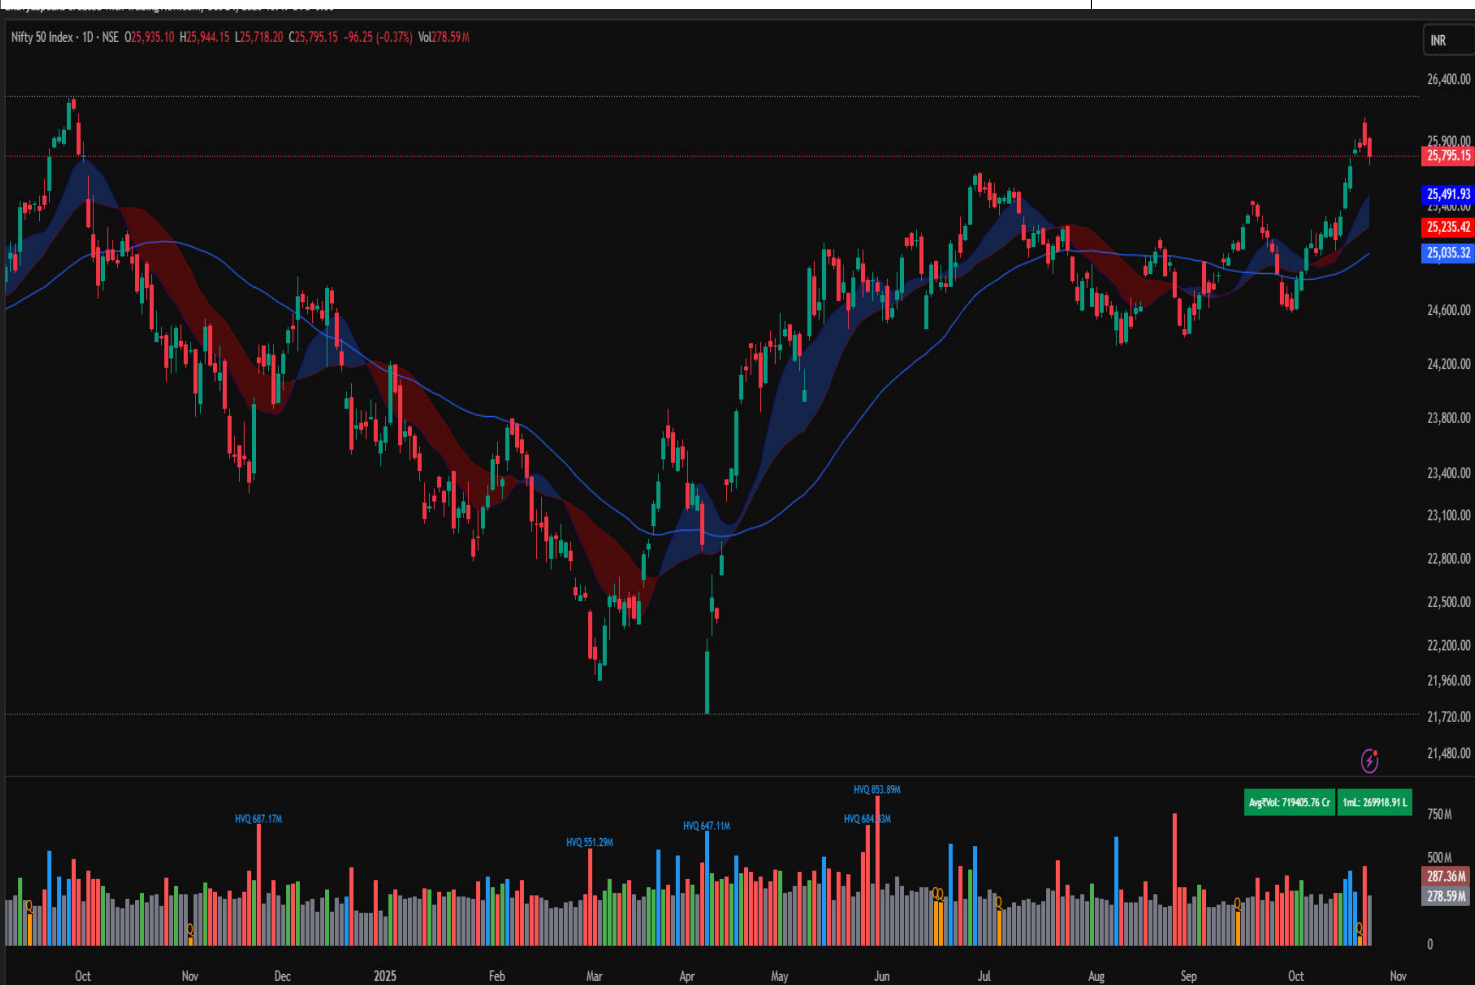 Nifty 50 Index · 1D · NSE O25,935.10 H25,944.15 L25,718.20 C25,795.15 −96.25 (−0.37%) Vol278.59M
INR
26,400.00
25,900.00
25,795.15
25,491.93
25,400.00
25,235.42
25,035.32
24,600.00
24,200.00
23,800.00
23,400.00
23,100.00
22,800.00
22,500.00
22,200.00
21,960.00
21,720.00
21,480.00
HVQ 853.89M
Avg₹Vol: 719405.76 Cr 1mL: 269918.91 L
HVQ 687.17M
HVQ 684.
3M
HVQ 647.11M
HVQ 551.29M
750M
500M
287.36M
278.59M
0
Q
Q
Q
Q
Q
Q
Q
Oct Nov Dec 2025 Feb Mar Apr May Jun Jul Aug Sep Oct Nov